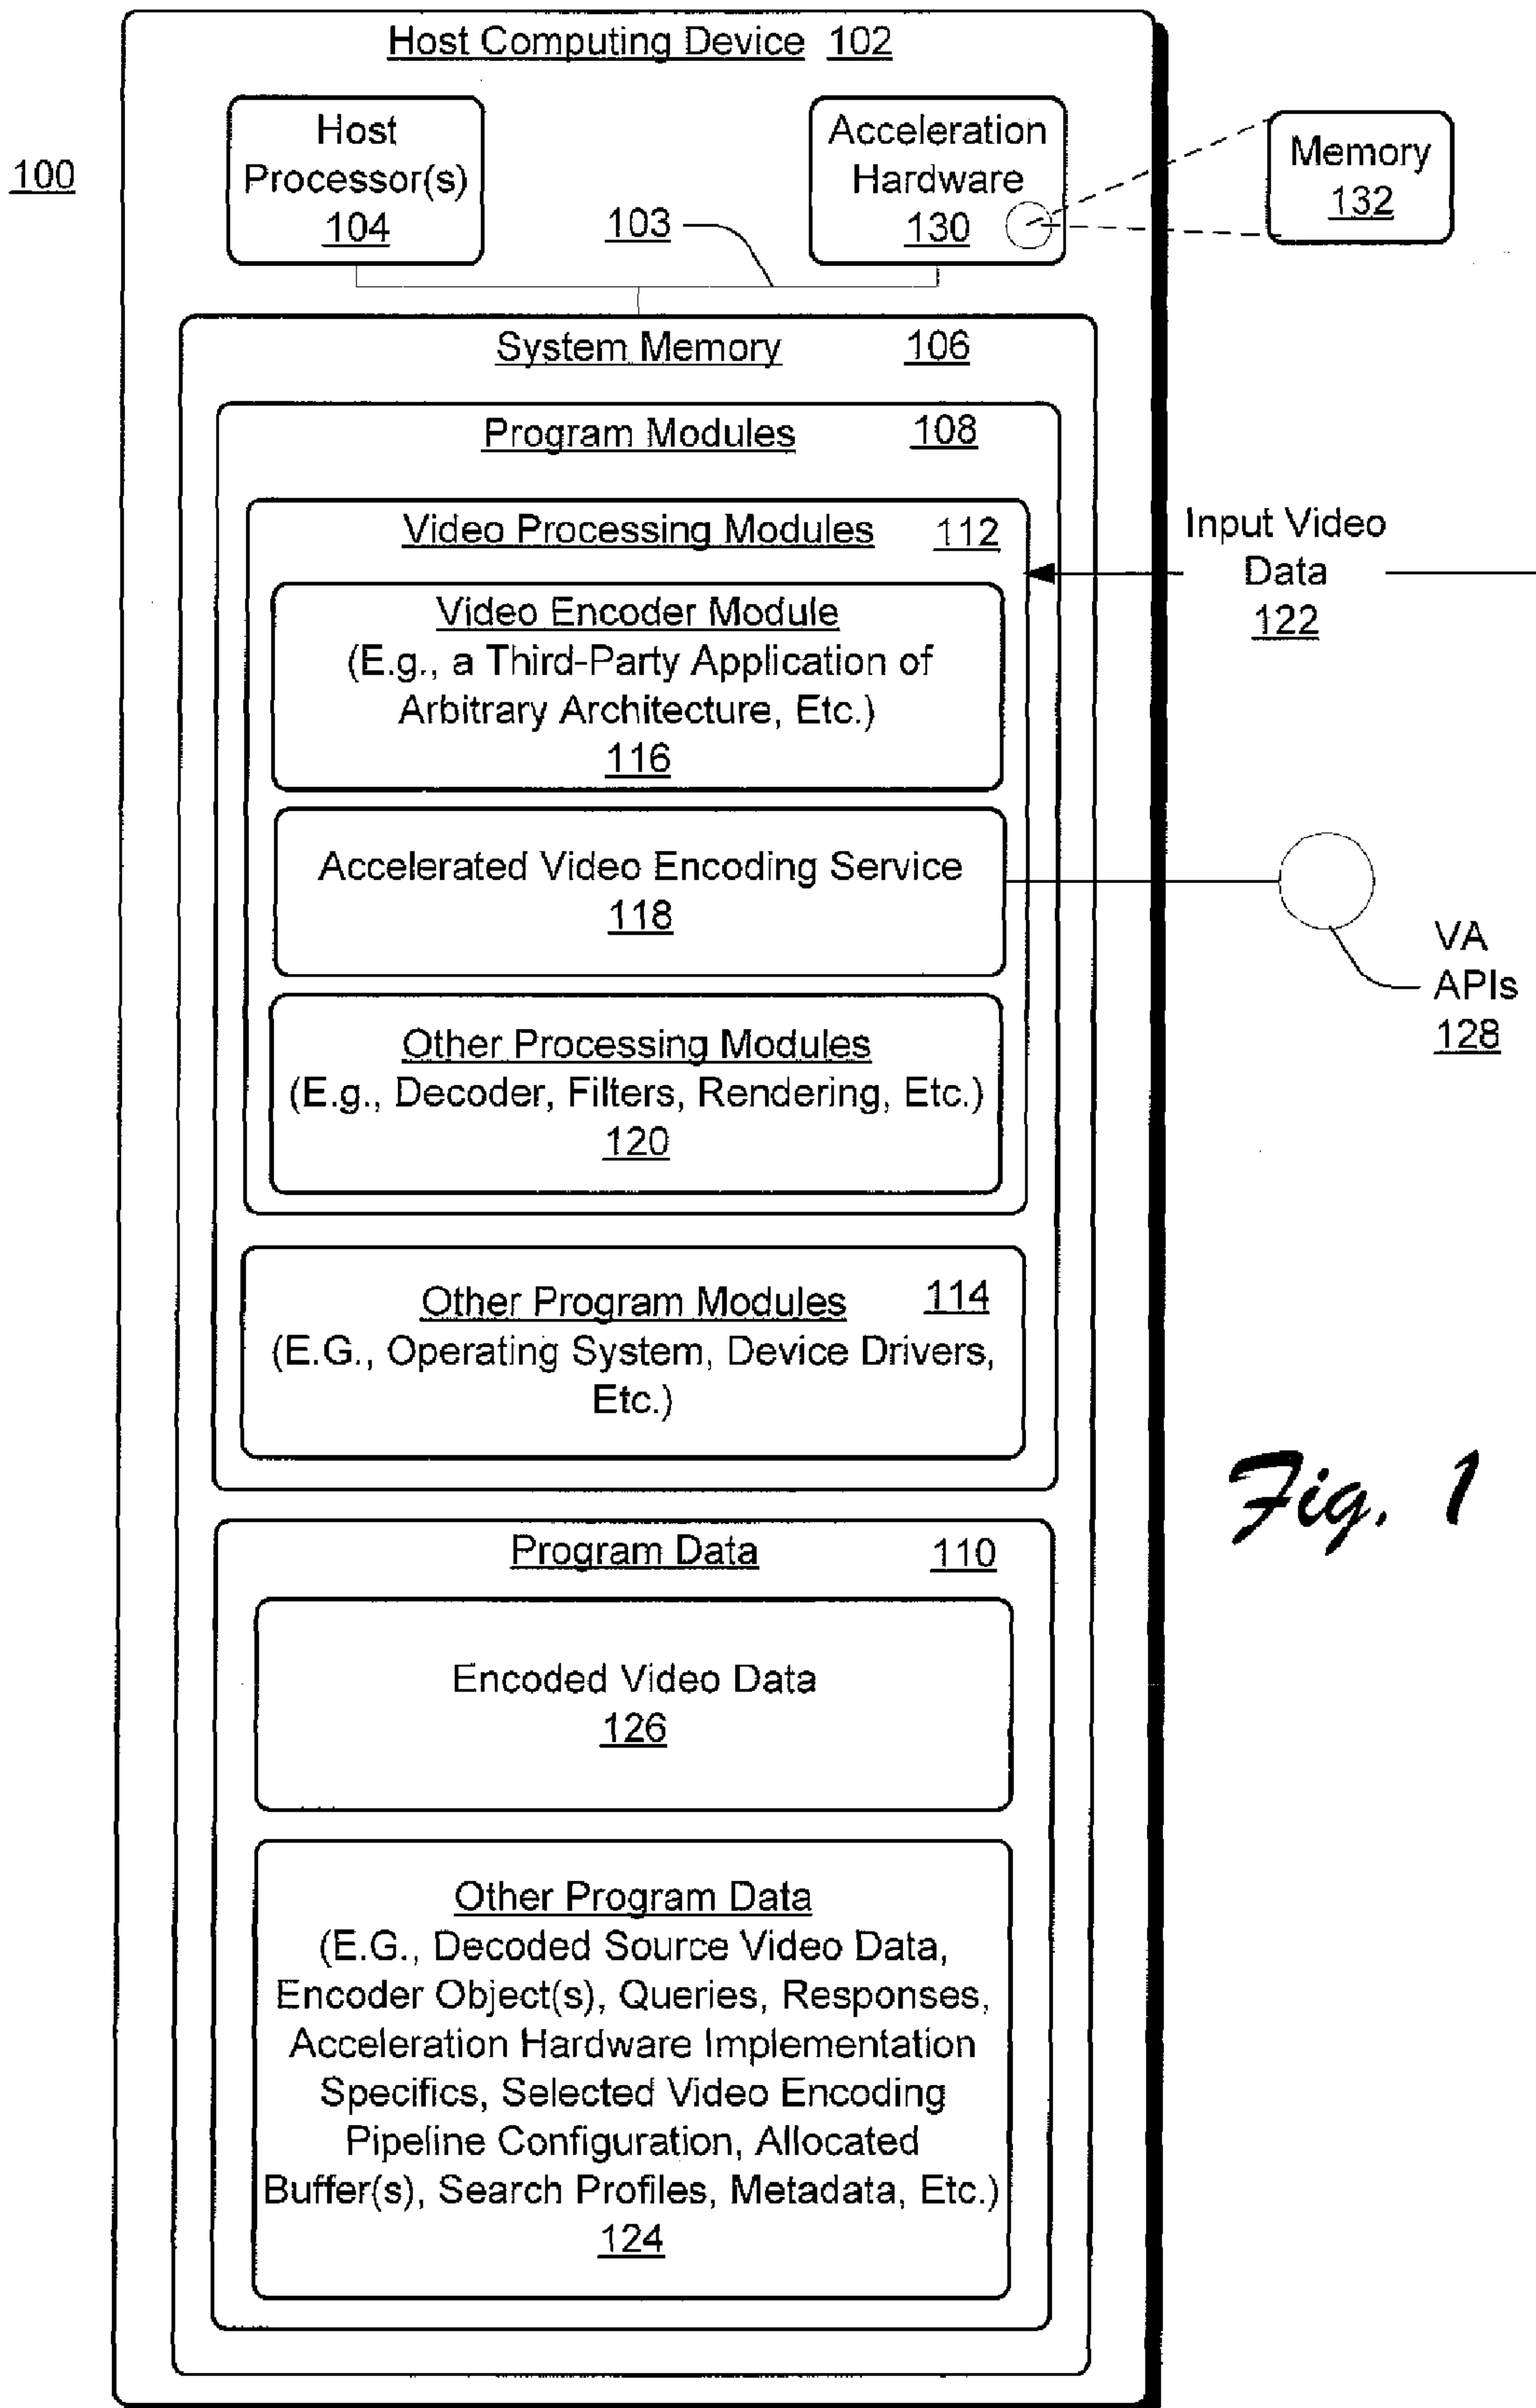 Host Computing Device 102
100
Host
Processor(s)
104
103
Acceleration
Hardware
130
Memory
132
System Memory 106
Program Modules 108
Video Processing Modules 112
Input Video
Data
122
Video Encoder Module
(E.g., a Third-Party Application of
Arbitrary Architecture, Etc.)
116
Accelerated Video Encoding Service
118
VA
APIs
128
Other Processing Modules
(E.g., Decoder, Filters, Rendering, Etc.)
120
Other Program Modules 114
(E.G., Operating System, Device Drivers,
Etc.)
Fig. 1
Program Data 110
Encoded Video Data
126
Other Program Data
(E.G., Decoded Source Video Data,
Encoder Object(s), Queries, Responses,
Acceleration Hardware Implementation
Specifics, Selected Video Encoding
Pipeline Configuration, Allocated
Buffer(s), Search Profiles, Metadata, Etc.)
124